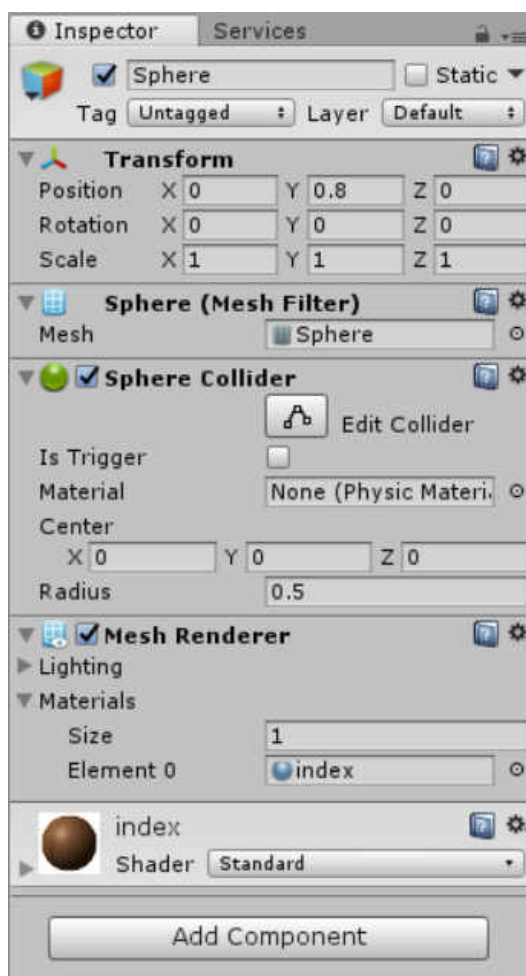 Inspector Services
Sphere Static
Tag Untagged Layer Default
Transform
Position X 0 Y 0.8 Z 0
Rotation X 0 Y 0 Z 0
Scale X 1 Y 1 Z 1
Sphere (Mesh Filter)
Mesh Sphere
Sphere Collider
Edit Collider
Is Trigger
Material None (Physic Materi
Center
X 0 Y 0 Z 0
Radius 0.5
Mesh Renderer
Lighting
Materials
Size 1
Element 0 index
index
Shader Standard
Add Component